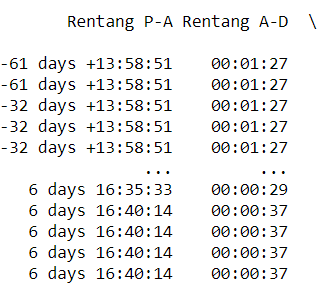 Rentang P-A Rentang A-D \
-61 days +13:58:51 00:01:27
-61 days +13:58:51 00:01:27
-32 days +13:58:51 00:01:27
-32 days +13:58:51 00:01:27
-32 days +13:58:51 00:01:27
... ...
6 days 16:35:33 00:00:29
6 days 16:40:14 00:00:37
6 days 16:40:14 00:00:37
6 days 16:40:14 00:00:37
6 days 16:40:14 00:00:37